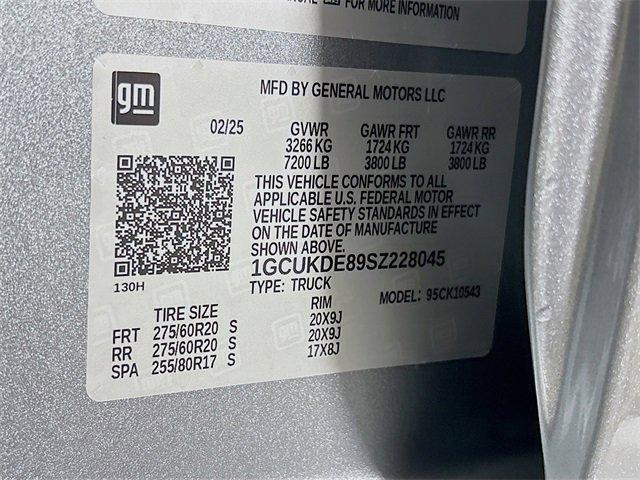 FOR MORE INFORMATION
gm
MFD BY GENERAL MOTORS LLC
02/25 GVWR GAWR FRT GAWR RR
3266 KG 1724 KG 1724 KG
7200 LB 3800 LB 3800 LB
THIS VEHICLE CONFORMS TO ALL
APPLICABLE U.S. FEDERAL MOTOR
VEHICLE SAFETY STANDARDS IN EFFECT
ON THE DATE OF MANUFACTURE
SHOWN ABOVE.
1GCUKDE89SZ228045
130H
TYPE: TRUCK MODEL: 95CK10543
TIRE SIZE RIM
FRT 275/60R20 S 20X9J
RR 275/60R20 S 20X9J
SPA 255/80R17 S 17X8J